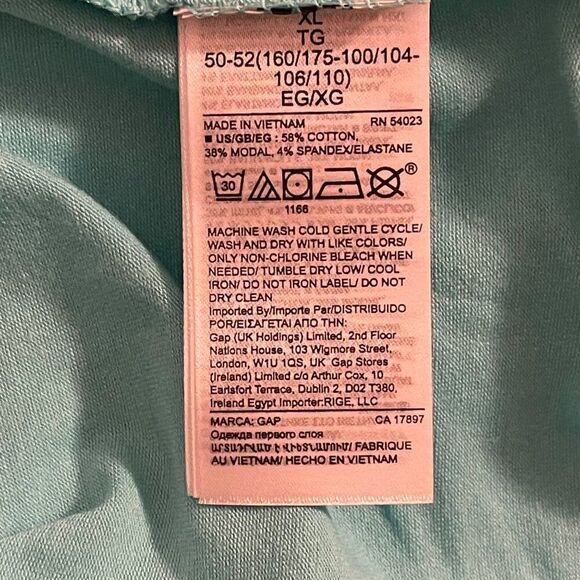 XL
TG
50-52(160/175-100/104-
106/110)
EG/XG
MADE IN VIETNAM RN 54023
■ US/GB/EG : 58% COTTON,
38% MODAL, 4% SPANDEX/ELASTANE
30 ®
1166
MACHINE WASH COLD GENTLE CYCLE/
WASH AND DRY WITH LIKE COLORS/
ONLY NON-CHLORINE BLEACH WHEN
NEEDED/ TUMBLE DRY LOW/ COOL
IRON/ DO NOT IRON LABEL/ DO NOT
DRY CLEAN
Imported By/Importe Par/DISTRIBUIDO
POR/ΕΙΣΑΓΕΤΑΙ ΑΠΟ ΤΗΝ:
Gap (UK Holdings) Limited, 2nd Floor
Nations House, 103 Wigmore Street,
London, W1U 1QS, UK Gap Stores
(Ireland) Limited c/o Arthur Cox, 10
Earlsfort Terrace, Dublin 2, D02 T380,
Ireland Egypt Importer:RIGE, LLC
MARCA: GAP CA 17897
Одежда первого слоя
ԱՐՏԱԴՐՎԱԾ Է ՎԻԵՏՆԱՄՈՒՄ/ FABRIQUE
AU VIETNAM/ HECHO EN VIETNAM